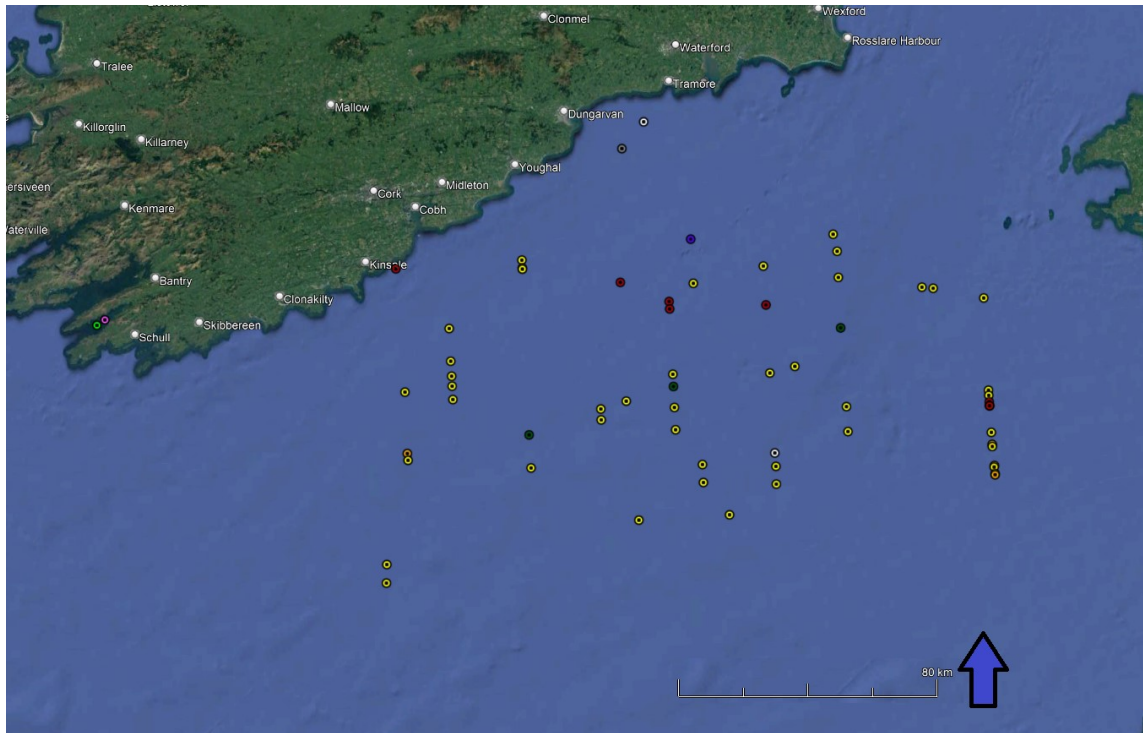 Clonmel
Wexford
Rosslare Harbour
Waterford
Tralee
Tramore
Mallow
Dungarvan
Killorglin
Killarney
Youghal
Midleton
ersiveen
Cork
Kenmare
Cobh
Waterville
Kinsale
Bantry
Clonakilty
Skibbereen
Schull
80 km